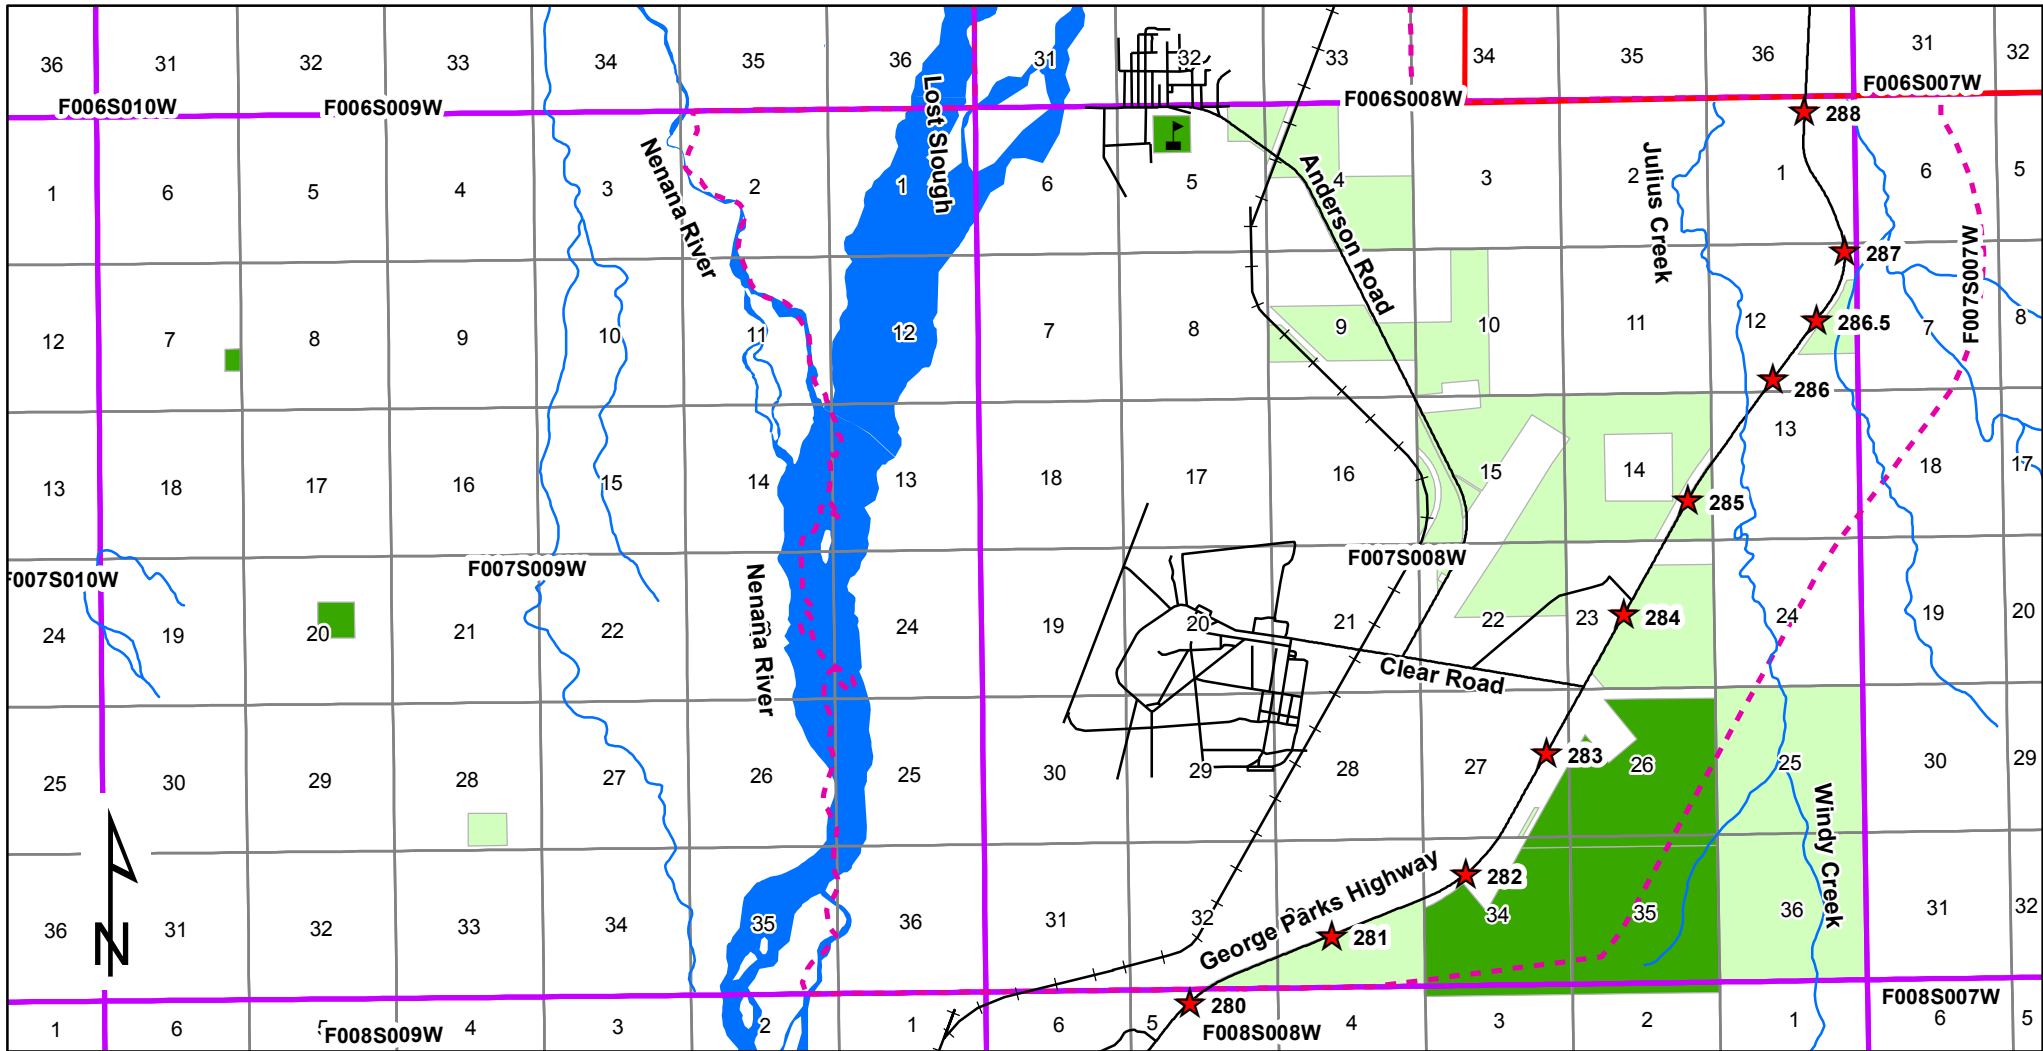 36 31 32 33 34 35 36 31 32 33 34 35 36 31 32
F006S010W F006S009W F006S008W F006S007W
288
Lost Slough
Nenana River
Anderson Road
Julius Creek
1 6 5 4 3 2 1 6 5 4 3 2 1 6 5
287
F007S007W
12 7 8 9 10 11 12 7 8 9 10 11 12 7 8
286.5
286
13 18 17 16 15 14 13 18 17 16 15 14 13 18 17
285
F007S010W F007S009W F007S008W
24 19 20 21 22 24 19 20 21 22 23 24 19 20
284
Nenana River
Clear Road
25 30 29 28 27 26 25 30 29 28 27 26 25 30 29
283
Windy Creek
George Parks Highway
282
36 31 32 33 34 35 36 31 32 34 35 36 31 32
281
N
280
F008S007W
1 6 4 3 2 1 6 5 4 3 2 1 6 5
F008S009W F008S008W